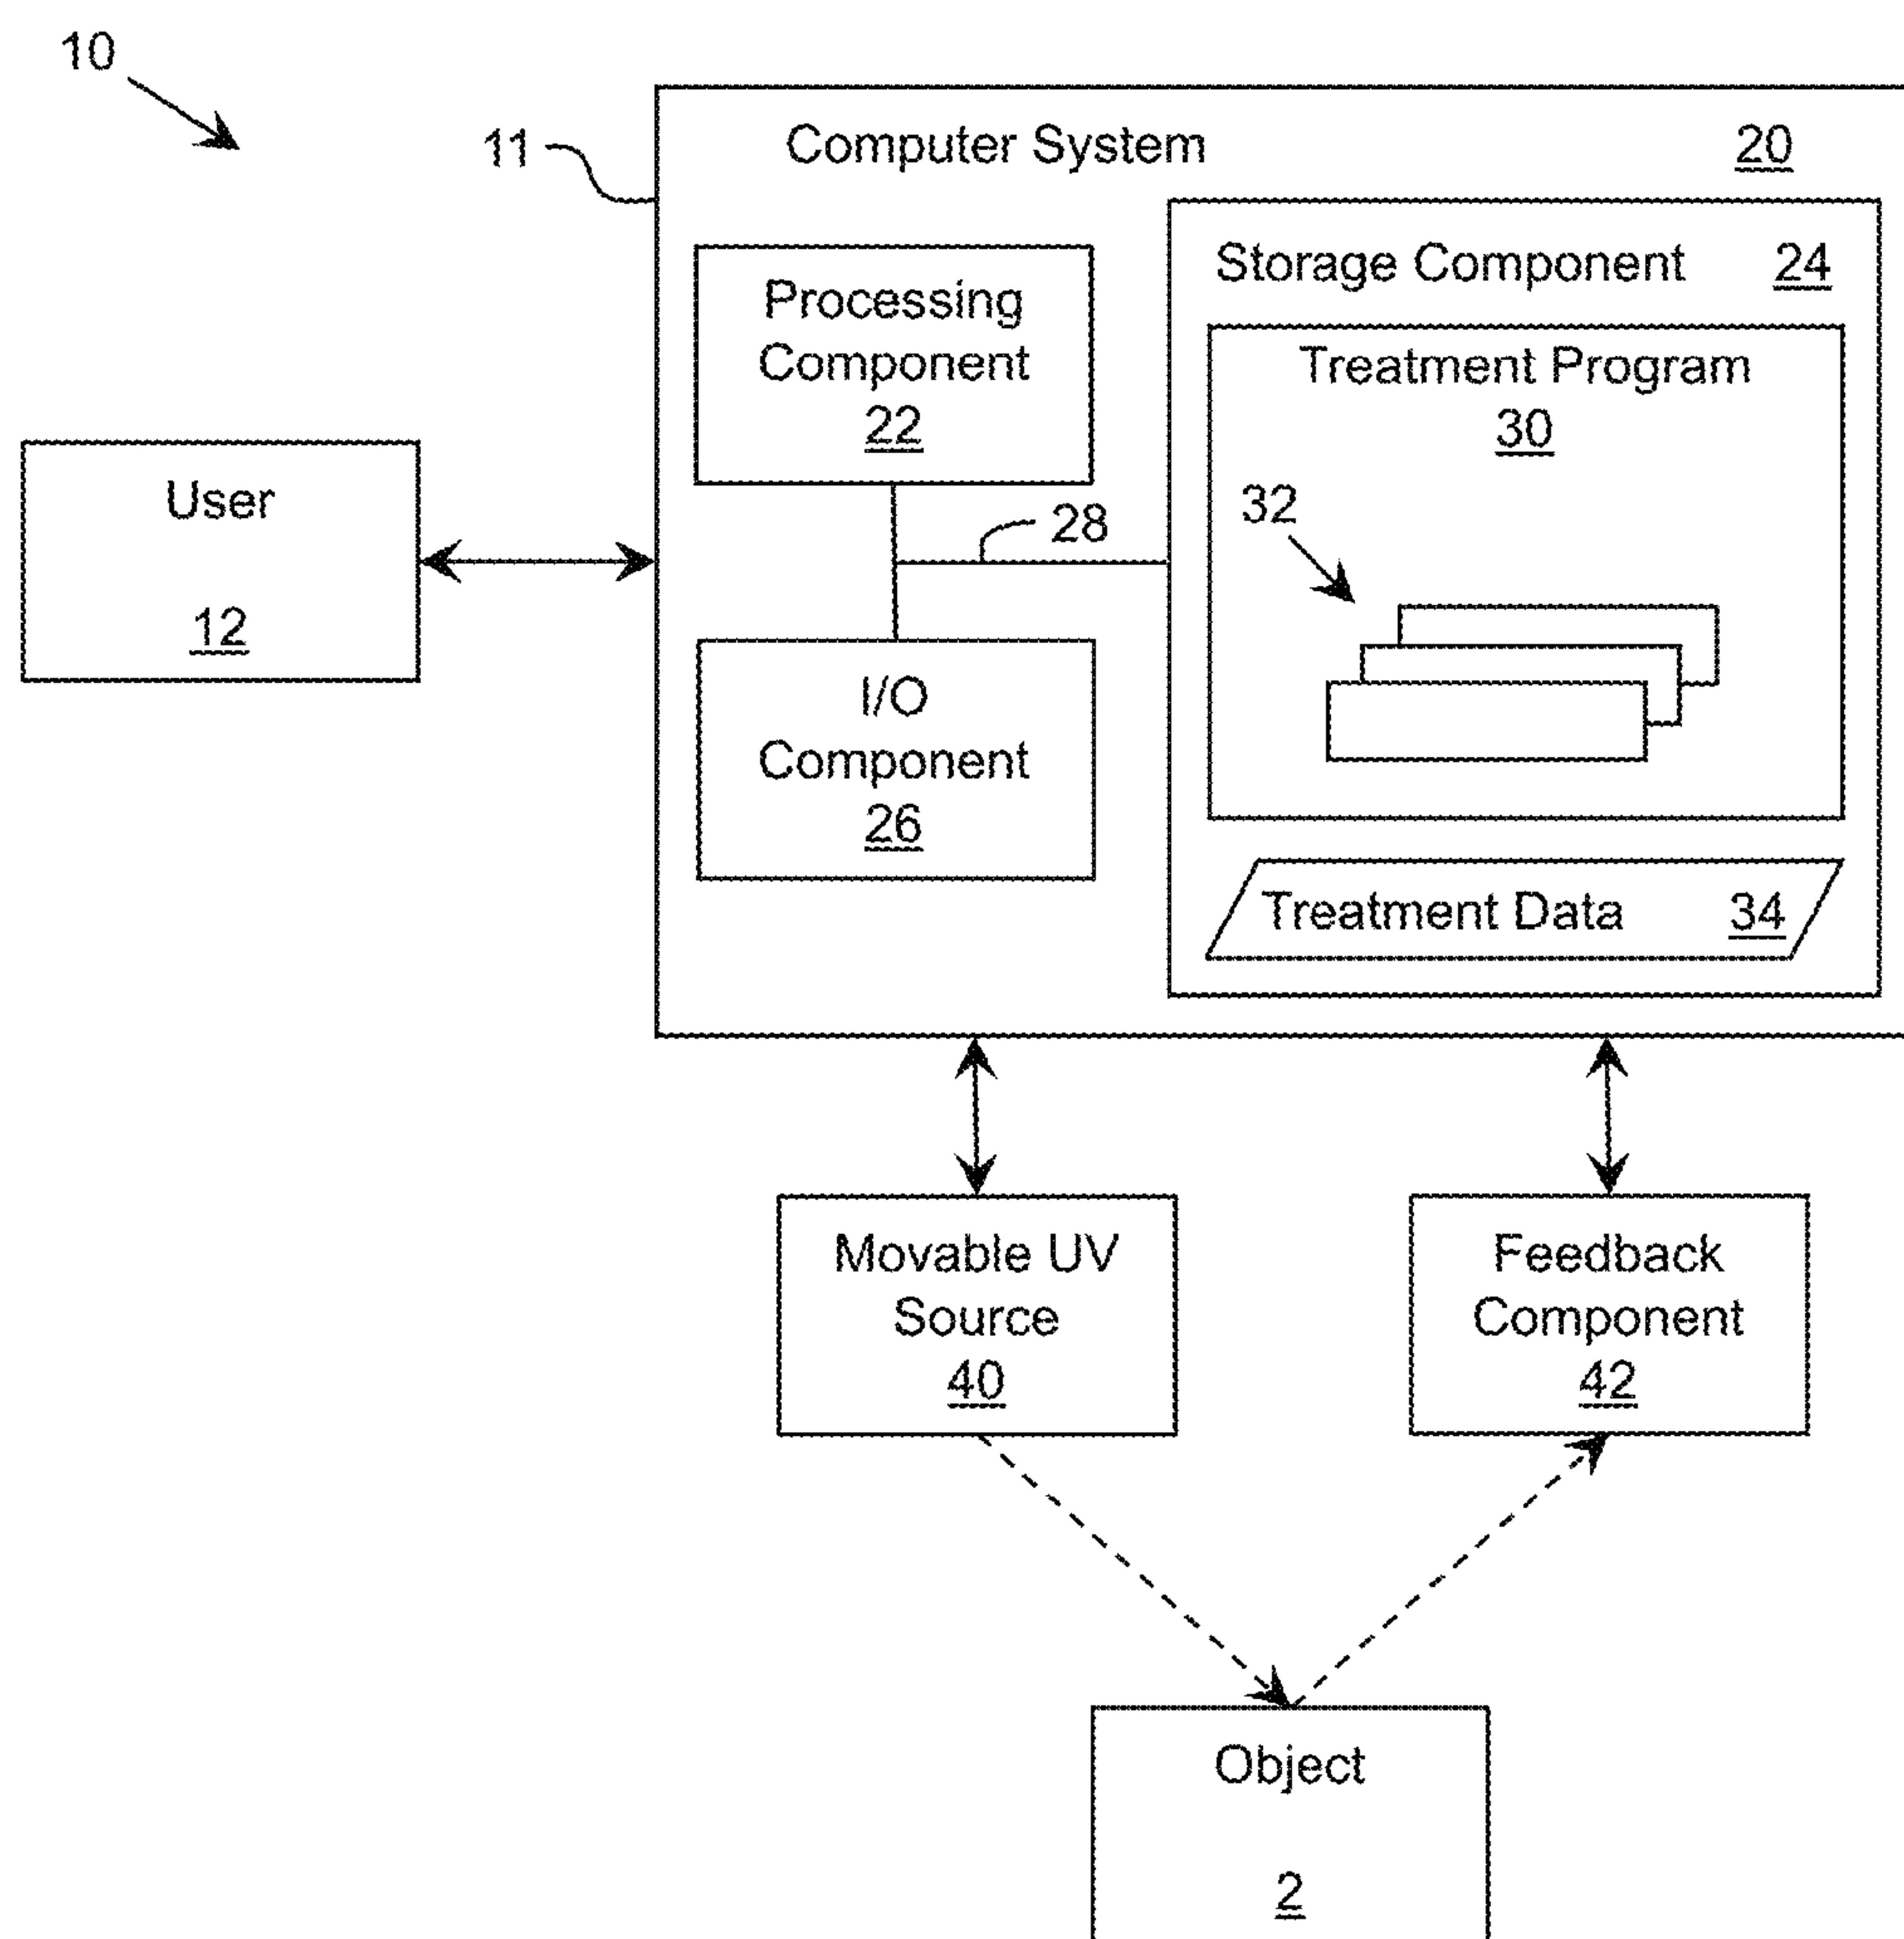 10
11
Computer System 20
Processing
Component
22
Storage Component 24
Treatment Program
30
32
28
User
12
I/O
Component
26
Treatment Data 34
Movable UV
Source
40
Feedback
Component
42
Object
2